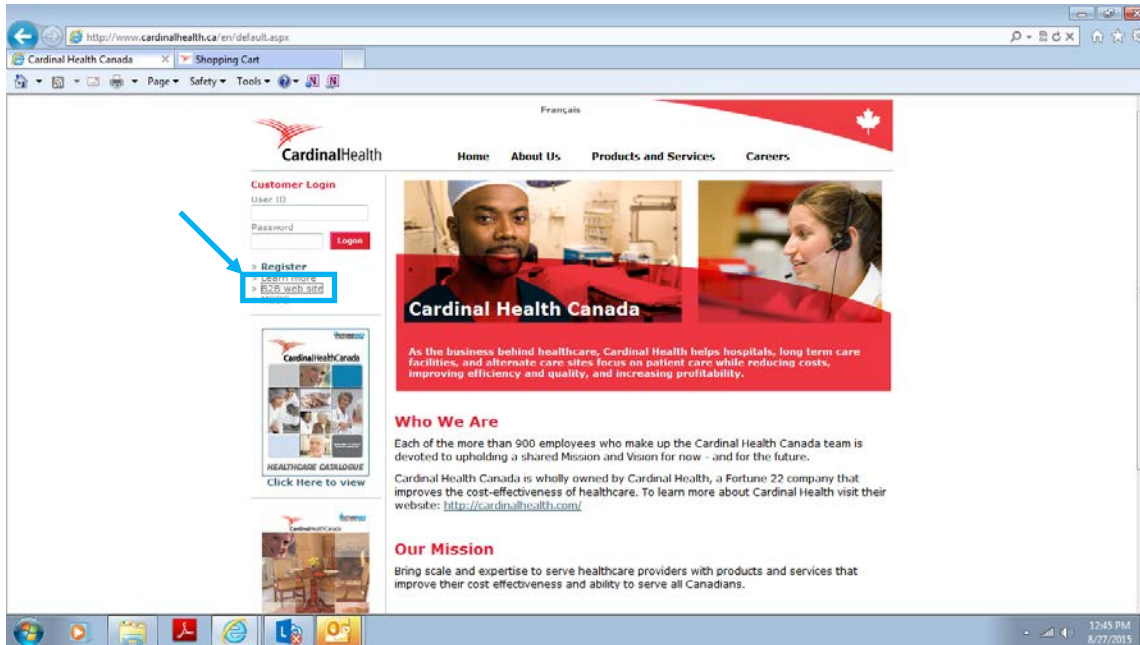 http://www.cardinalhealth.ca/en/default.aspx
Cardinal Health Canada
Shopping Cart
Page Safety Tools
Français
CardinalHealth
Home About Us Products and Services Careers
Customer Login
User ID
Password
Logon
> Register
> Learn more
> B2B web site
CardinalHealthCanada
HEALTHCARE CATALOGUE
Click Here to view
CardinalHealthCanada
Cardinal Health Canada
As the business behind healthcare, Cardinal Health helps hospitals, long term care
facilities, and alternate care sites focus on patient care while reducing costs,
improving efficiency and quality, and increasing profitability.
Who We Are
Each of the more than 900 employees who make up the Cardinal Health Canada team is
devoted to upholding a shared Mission and Vision for now - and for the future.
Cardinal Health Canada is wholly owned by Cardinal Health, a Fortune 22 company that
improves the cost-effectiveness of healthcare. To learn more about Cardinal Health visit their
website: http://cardinalhealth.com/
Our Mission
Bring scale and expertise to serve healthcare providers with products and services that
improve their cost effectiveness and ability to serve all Canadians.
12:45 PM
8/27/2015